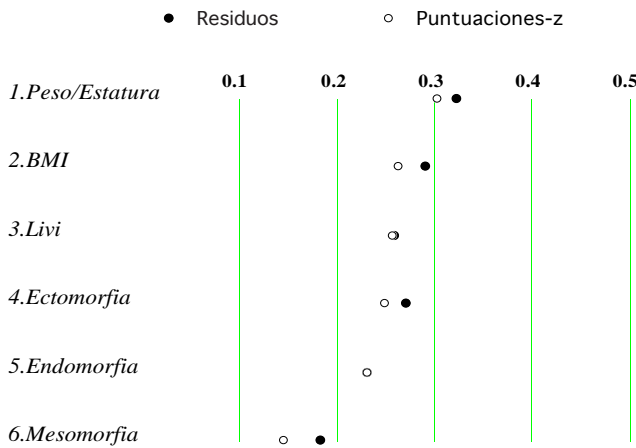 Residuos Puntuaciones-z
0.1 0.2 0.3 0.4 0.5
1.Peso/Estatura
2.BMI
3.Livi
4.Ectomorfia
5.Endomorfia
6.Mesomorfia